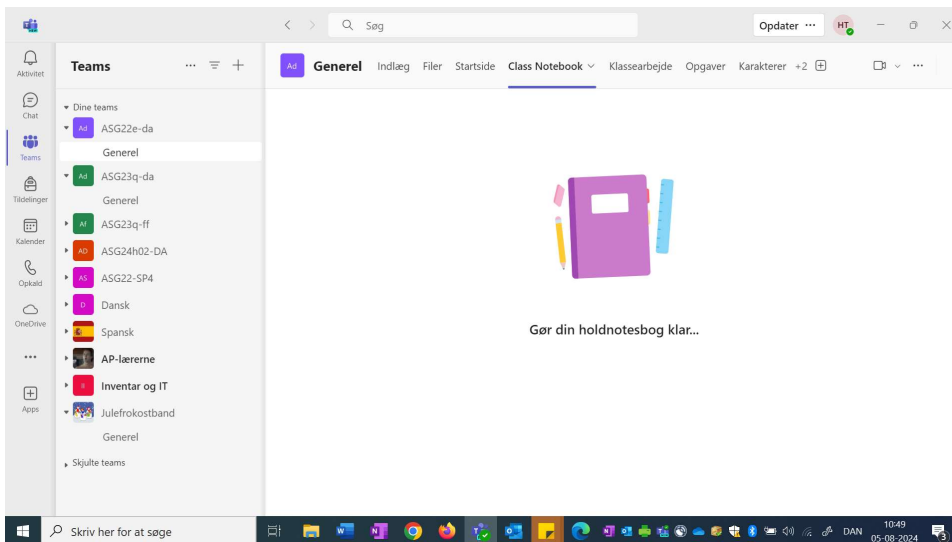 Søg
Opdater
HT
Aktivitet
Chat
Teams
Tildelinger
Kalender
Opkald
OneDrive
Apps
Teams
Dine teams
Ad ASG22e-da
Generel
Ad ASG23q-da
Generel
Af ASG23q-ff
AD ASG24h02-DA
AS ASG22-SP4
D Dansk
Spansk
AP-lærerne
II Inventar og IT
Julefrokostband
Generel
Skjulte teams
Ad Generel Indlæg Filer Startside Class Notebook Klassearbejde Opgaver Karakterer +2
Gør din holdnotesbog klar...
Skriv her for at søge
DAN
10:49
05-08-2024